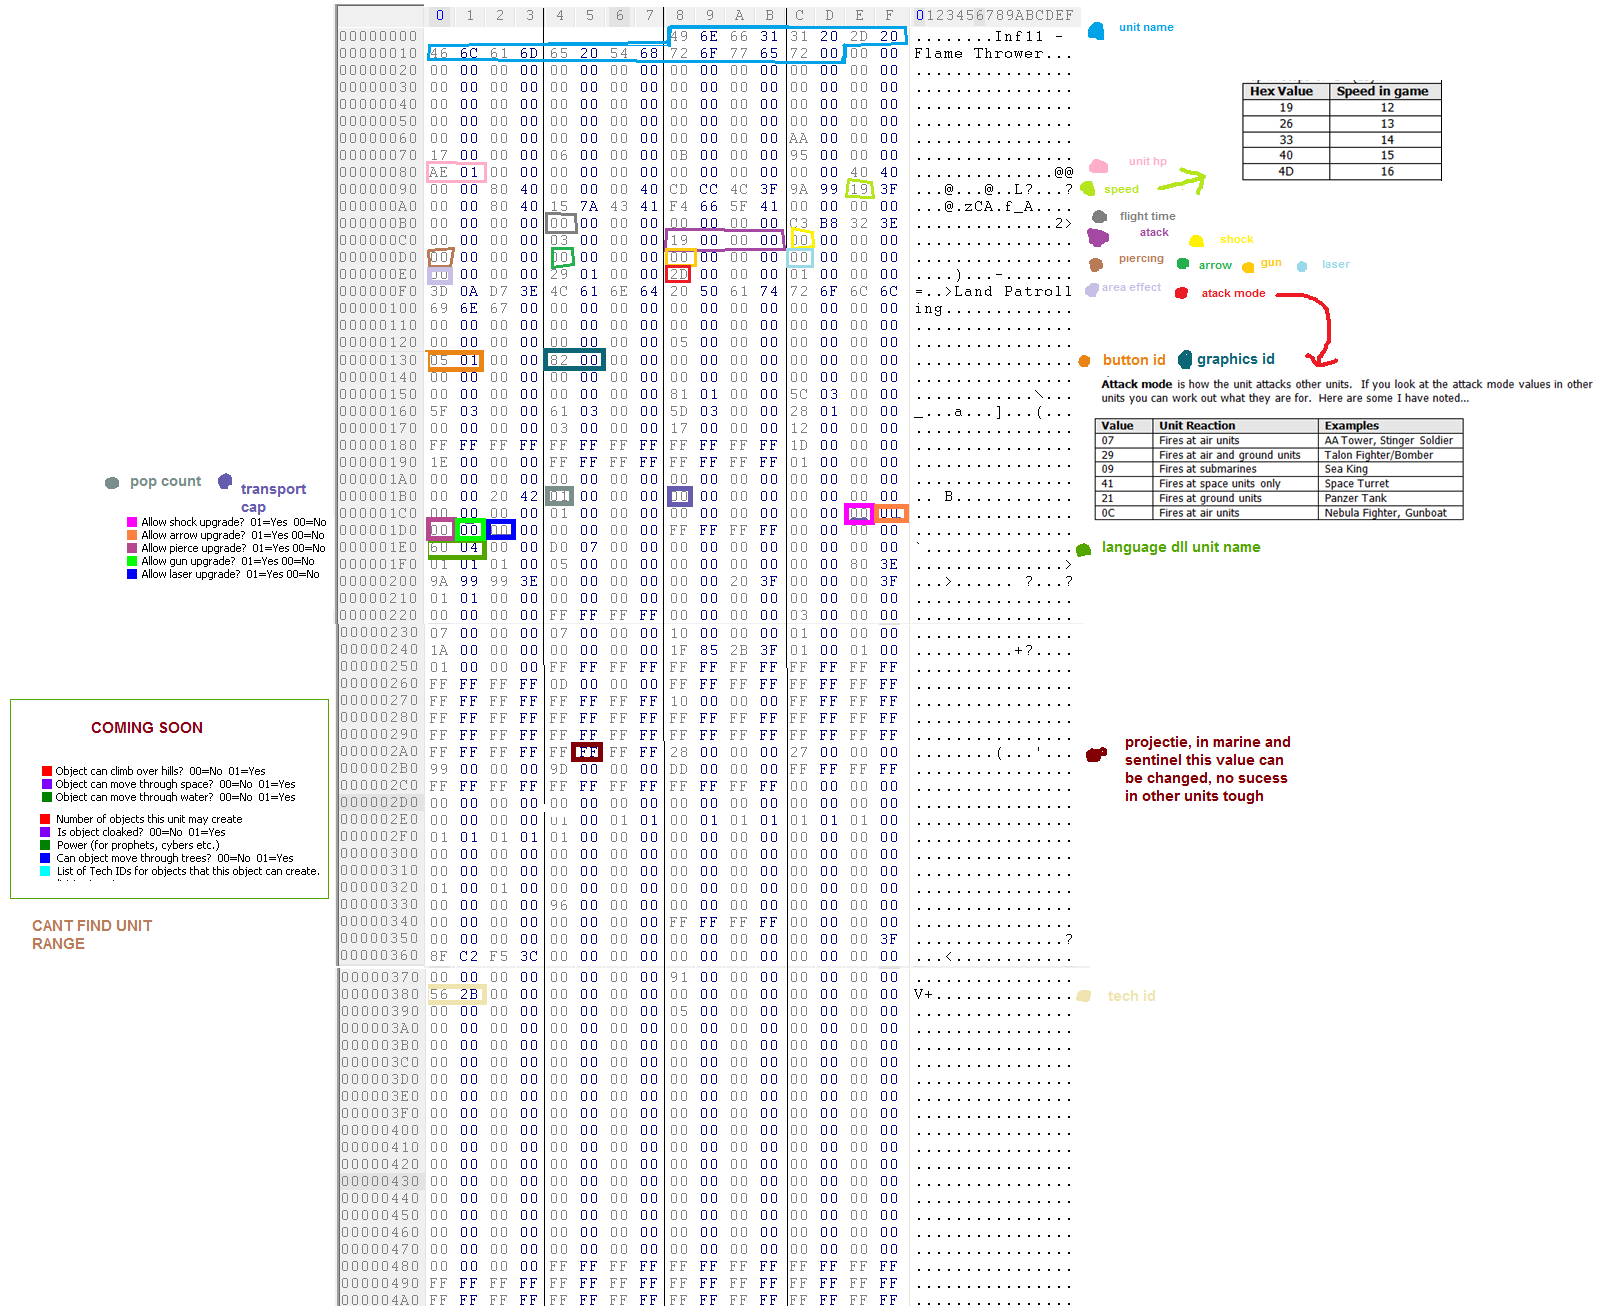 0 1 2 3 4 5 6 7 8 9 A B C D E F 0123456789ABCDEF
00000000 49 6E 66 31 31 20 2D 20 ........Inf11 -
00000010 46 6C 61 6D 65 20 54 68 72 6F 77 65 72 00 00 00 Flame Thrower...
00000020 00 00 00 00 00 00 00 00 00 00 00 00 00 00 00 00 ................
00000030 00 00 00 00 00 00 00 00 00 00 00 00 00 00 00 00 ................
00000040 00 00 00 00 00 00 00 00 00 00 00 00 00 00 00 00 ................
00000050 00 00 00 00 00 00 00 00 00 00 00 00 00 00 00 00 ................
00000060 00 00 00 00 00 00 00 00 00 00 00 00 AA 00 00 00 ................
00000070 17 00 00 00 06 00 00 00 0B 00 00 00 95 00 00 00 ................
00000080 AE 01 00 00 00 00 00 00 00 00 00 00 00 00 40 40 ..............@@
00000090 00 00 80 40 00 00 00 40 CD CC 4C 3F 9A 99 19 3F ...@...@..L?...?
000000A0 00 00 80 40 15 7A 43 41 F4 66 5F 41 00 00 00 00 ...@.zCA.f_A....
000000B0 00 00 00 00 00 00 00 00 00 00 00 00 C3 B8 32 3E ..............2>
000000C0 00 00 00 00 03 00 00 00 19 00 00 00 00 00 00 00 ................
000000D0 00 00 00 00 00 00 00 00 00 00 00 00 00 00 00 00 ................
000000E0 00 00 00 00 29 01 00 00 2D 00 00 00 01 00 00 00 ....)...-.......
000000F0 3D 0A D7 3E 4C 61 6E 64 20 50 61 74 72 6F 6C 6C =..>Land Patroll
00000100 69 6E 67 00 00 00 00 00 00 00 00 00 00 00 00 00 ing.............
00000110 00 00 00 00 00 00 00 00 00 00 00 00 00 00 00 00 ................
00000120 00 00 00 00 00 00 00 00 05 00 00 00 00 00 00 00 ................
00000130 05 01 00 00 82 00 00 00 00 00 00 00 00 00 00 00 ................
00000140 00 00 00 00 00 00 00 00 00 00 00 00 00 00 00 00 ................
00000150 00 00 00 00 00 00 00 00 81 01 00 00 5C 03 00 00 ............\...
00000160 5F 03 00 00 61 03 00 00 5D 03 00 00 28 01 00 00 _...a...]...(...
00000170 00 00 00 00 03 00 00 00 17 00 00 00 12 00 00 00 ................
00000180 FF FF FF FF FF FF FF FF FF FF FF FF 1D 00 00 00 ................
00000190 1E 00 00 00 FF FF FF FF FF FF FF FF 01 00 00 00 ................
000001A0 00 00 00 00 00 00 00 00 00 00 00 00 00 00 00 00 ................
000001B0 00 00 20 42 01 00 00 00 00 00 00 00 00 00 00 00 .. B............
000001C0 00 00 00 00 01 00 00 00 00 00 00 00 00 00 00 00 ................
000001D0 00 00 00 00 00 00 00 00 FF FF FF FF 00 00 00 00 ................
000001E0 60 04 00 00 D0 07 00 00 00 00 00 00 00 00 00 00 `...............
000001F0 01 01 01 00 05 00 00 00 00 00 00 00 00 00 80 3E ...............>
00000200 9A 99 99 3E 00 00 00 00 00 00 20 3F 00 00 00 3F ...>...... ?...?
00000210 01 01 00 00 00 00 00 00 00 00 00 00 00 00 00 00 ................
00000220 00 00 00 00 FF FF FF FF 00 00 00 00 03 00 00 00 ................
00000230 07 00 00 00 07 00 00 00 10 00 00 00 01 00 00 00 ................
00000240 1A 00 00 00 00 00 00 00 1F 85 2B 3F 01 00 01 00 ..........+?....
00000250 01 00 00 00 FF FF FF FF FF FF FF FF FF FF FF FF ................
00000260 FF FF FF FF 0D 00 00 00 FF FF FF FF FF FF FF FF ................
00000270 FF FF FF FF FF FF FF FF 10 00 00 00 FF FF FF FF ................
00000280 FF FF FF FF FF FF FF FF FF FF FF FF FF FF FF FF ................
00000290 FF FF FF FF FF FF FF FF FF FF FF FF FF FF FF FF ................
000002A0 FF FF FF FF FF FF FF FF 28 00 00 00 27 00 00 00 ........(...'...
000002B0 99 00 00 00 9D 00 00 00 DD 00 00 00 FF FF FF FF ................
000002C0 FF FF FF FF FF FF FF FF FF FF FF FF FF FF FF FF ................
000002D0 00 00 00 00 00 00 00 00 00 00 00 00 00 00 00 00 ................
000002E0 00 00 00 00 01 00 01 01 00 01 01 01 01 01 01 00 ................
000002F0 01 01 01 01 00 00 00 00 00 00 00 00 00 00 00 00 ................
00000300 00 00 00 00 00 00 00 00 00 00 00 00 00 00 00 00 ................
00000310 00 00 00 00 00 00 00 00 00 00 00 00 00 00 00 00 ................
00000320 01 00 01 00 00 00 00 00 00 00 00 00 00 00 00 00 ................
00000330 00 00 00 00 96 00 00 00 00 00 00 00 00 00 00 00 ................
00000340 00 00 00 00 00 00 00 00 FF FF FF FF 00 00 00 00 ................
00000350 00 00 00 00 00 00 00 00 00 00 00 00 00 00 00 3F ...............?
00000360 8F C2 F5 3C 00 00 00 00 00 00 00 00 00 00 00 00 ...<............
00000370 00 00 00 00 00 00 00 00 91 00 00 00 00 00 00 00 ................
00000380 56 2B 00 00 00 00 00 00 00 00 00 00 00 00 00 00 V+..............
00000390 00 00 00 00 00 00 00 00 05 00 00 00 00 00 00 00 ................
000003A0 00 00 00 00 00 00 00 00 00 00 00 00 00 00 00 00 ................
000003B0 00 00 00 00 00 00 00 00 00 00 00 00 00 00 00 00 ................
000003C0 00 00 00 00 00 00 00 00 00 00 00 00 00 00 00 00 ................
000003D0 00 00 00 00 00 00 00 00 00 00 00 00 00 00 00 00 ................
000003E0 00 00 00 00 00 00 00 00 00 00 00 00 00 00 00 00 ................
000003F0 00 00 00 00 00 00 00 00 00 00 00 00 00 00 00 00 ................
00000400 00 00 00 00 00 00 00 00 00 00 00 00 00 00 00 00 ................
00000410 00 00 00 00 00 00 00 00 00 00 00 00 00 00 00 00 ................
00000420 00 00 00 00 00 00 00 00 00 00 00 00 00 00 00 00 ................
00000430 00 00 00 00 00 00 00 00 00 00 00 00 00 00 00 00 ................
00000440 00 00 00 00 00 00 00 00 00 00 00 00 00 00 00 00 ................
00000450 00 00 00 00 00 00 00 00 00 00 00 00 00 00 00 00 ................
00000460 00 00 00 00 00 00 00 00 00 00 00 00 00 00 00 00 ................
00000470 00 00 00 00 00 00 00 00 00 00 00 00 00 00 00 00 ................
00000480 00 00 00 00 FF FF FF FF FF FF FF FF FF FF FF FF ................
00000490 FF FF FF FF FF FF FF FF FF FF FF FF FF FF FF FF ................
000004A0 FF FF FF FF FF FF FF FF FF FF FF FF FF FF FF FF ................
pop count
transport
cap
Allow shock upgrade? 01=Yes 00=No
Allow arrow upgrade? 01=Yes 00=No
Allow pierce upgrade? 01=Yes 00=No
Allow gun upgrade? 01=Yes 00=No
Allow laser upgrade? 01=Yes 00=No
COMING SOON
Object can climb over hills? 00=No 01=Yes
Object can move through space? 00=No 01=Yes
Object can move through water? 00=No 01=Yes
Number of objects this unit may create
Is object cloaked? 00=No 01=Yes
Power (for prophets, cybers etc.)
Can object move through trees? 00=No 01=Yes
List of Tech IDs for objects that this object can create.
CANT FIND UNIT
RANGE
unit name
Hex Value Speed in game
19 12
26 13
33 14
40 15
4D 16
unit hp
speed
flight time
atack
shock
piercing
arrow
gun
laser
area effect
atack mode
button id
graphics id
Attack mode is how the unit attacks other units. If you look at the attack mode values in other
units you can work out what they are for. Here are some I have noted...
Value Unit Reaction Examples
07 Fires at air units AA Tower, Stinger Soldier
29 Fires at air and ground units Talon Fighter/Bomber
09 Fires at submarines Sea King
41 Fires at space units only Space Turret
21 Fires at ground units Panzer Tank
0C Fires at air units Nebula Fighter, Gunboat
language dll unit name
projectie, in marine and
sentinel this value can
be changed, no sucess
in other units tough
tech id